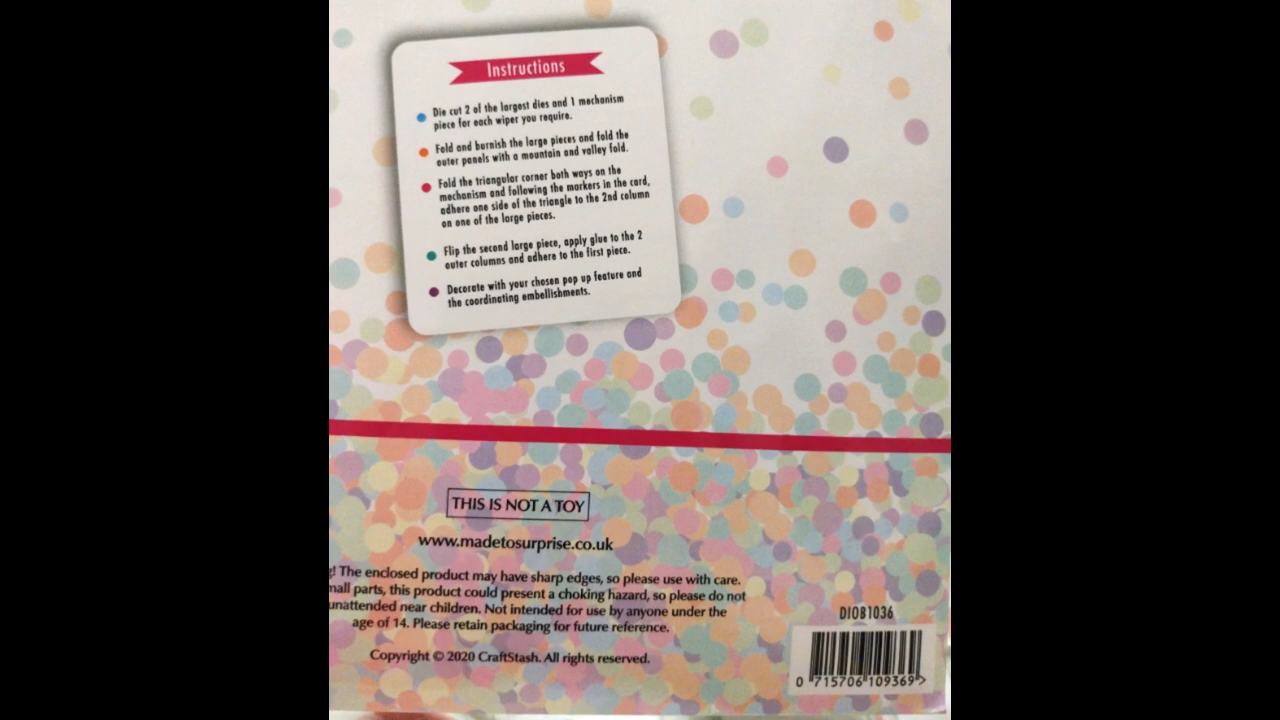 Instructions
Die cut 2 of the largest dies and 1 mechanism
piece for each wiper you require.
Fold and burnish the large pieces and fold the
outer panels with a mountain and valley fold.
Fold the triangular corner both ways on the
mechanism and following the markers in the card,
adhere one side of the triangle to the 2nd column
on one of the large pieces.
Flip the second large piece, apply glue to the 2
outer columns and adhere to the first piece.
Decorate with your chosen pop up feature and
the coordinating embellishments.
THIS IS NOT A TOY
www.madetosurprise.co.uk
! The enclosed product may have sharp edges, so please use with care.
parts, this product could present a choking hazard, so please do not
unattended near children. Not intended for use by anyone under the
age of 14. Please retain packaging for future reference.
Copyright © 2020 CraftStash. All rights reserved.
DIOB1036
0 715706 109369 >